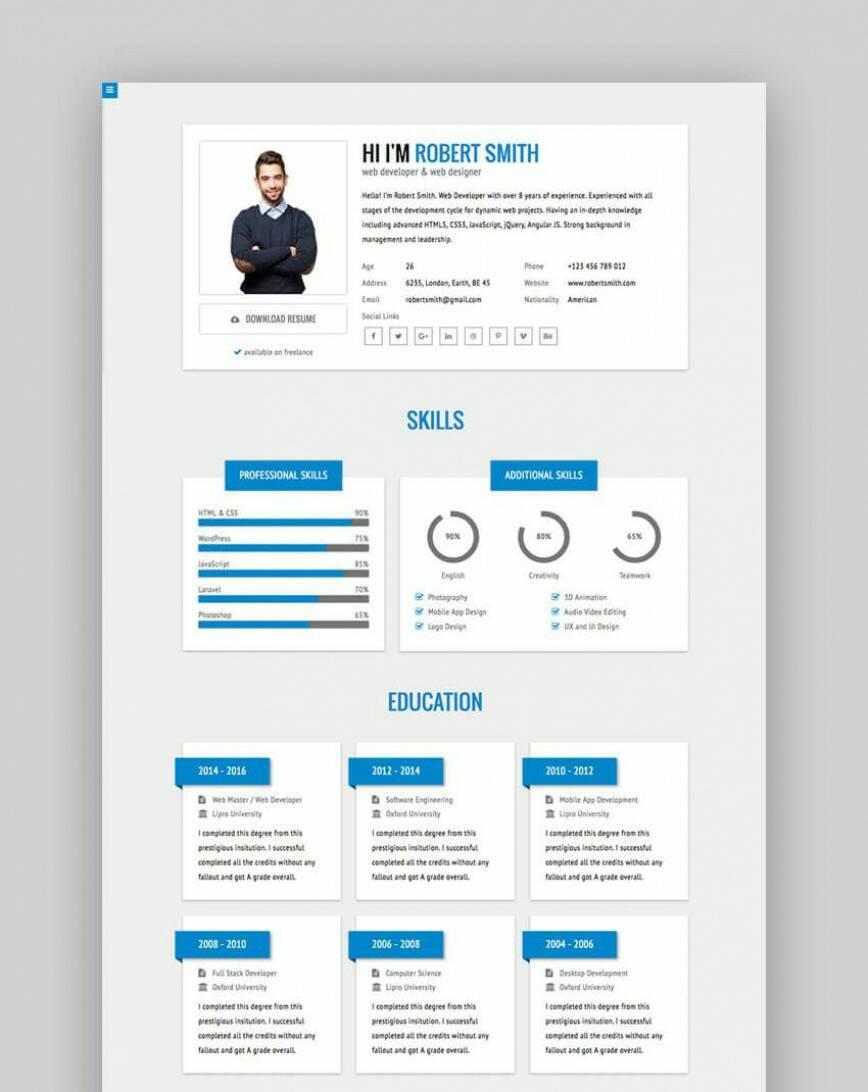 HI I'M ROBERT SMITH
web developer & web designer
Hello! I'm Robert Smith. Web Developer with over 8 years of experience. Experienced with all
stages of the development cycle for dynamic web projects. Having an in-depth knowledge
including advanced HTML5, CSS3, JavaScript, jQuery, Angular JS. Strong background in
management and leadership.
Age 26
Address 6235, London, Earth, BE 45
Email robertsmith@gmail.com
Phone +123 456 789 012
Website www.robertsmith.com
Nationality American
Social Links
f G+ in P V Bē
DOWNLOAD RESUME
available on freelance
SKILLS
PROFESSIONAL SKILLS
HTML & CSS 90%
WordPress 75%
JavaScript 85%
Laravel 70%
Photoshop 65%
ADDITIONAL SKILLS
90% 80% 65%
English Creativity Teamwork
Photography 3D Animation
Mobile App Design Audio Video Editing
Logo Design UX and UI Design
EDUCATION
2014 - 2016
Web Master / Web Developer
Lipro University
I completed this degree from this
prestigious insitution. I successful
completed all the credits without any
fallout and got A grade overall.
2012 - 2014
Software Engineering
Oxford University
I completed this degree from this
prestigious insitution. I successful
completed all the credits without any
fallout and got A grade overall.
2010 - 2012
Mobile App Development
Lipro University
I completed this degree from this
prestigious insitution. I successful
completed all the credits without any
fallout and got A grade overall.
2008 - 2010
Full Stack Developer
Oxford University
I completed this degree from this
prestigious insitution. I successful
completed all the credits without any
fallout and got A grade overall.
2006 - 2008
Computer Science
Lipro University
I completed this degree from this
prestigious insitution. I successful
completed all the credits without any
fallout and got A grade overall.
2004 - 2006
Desktop Development
Oxford University
I completed this degree from this
prestigious insitution. I successful
completed all the credits without any
fallout and got A grade overall.